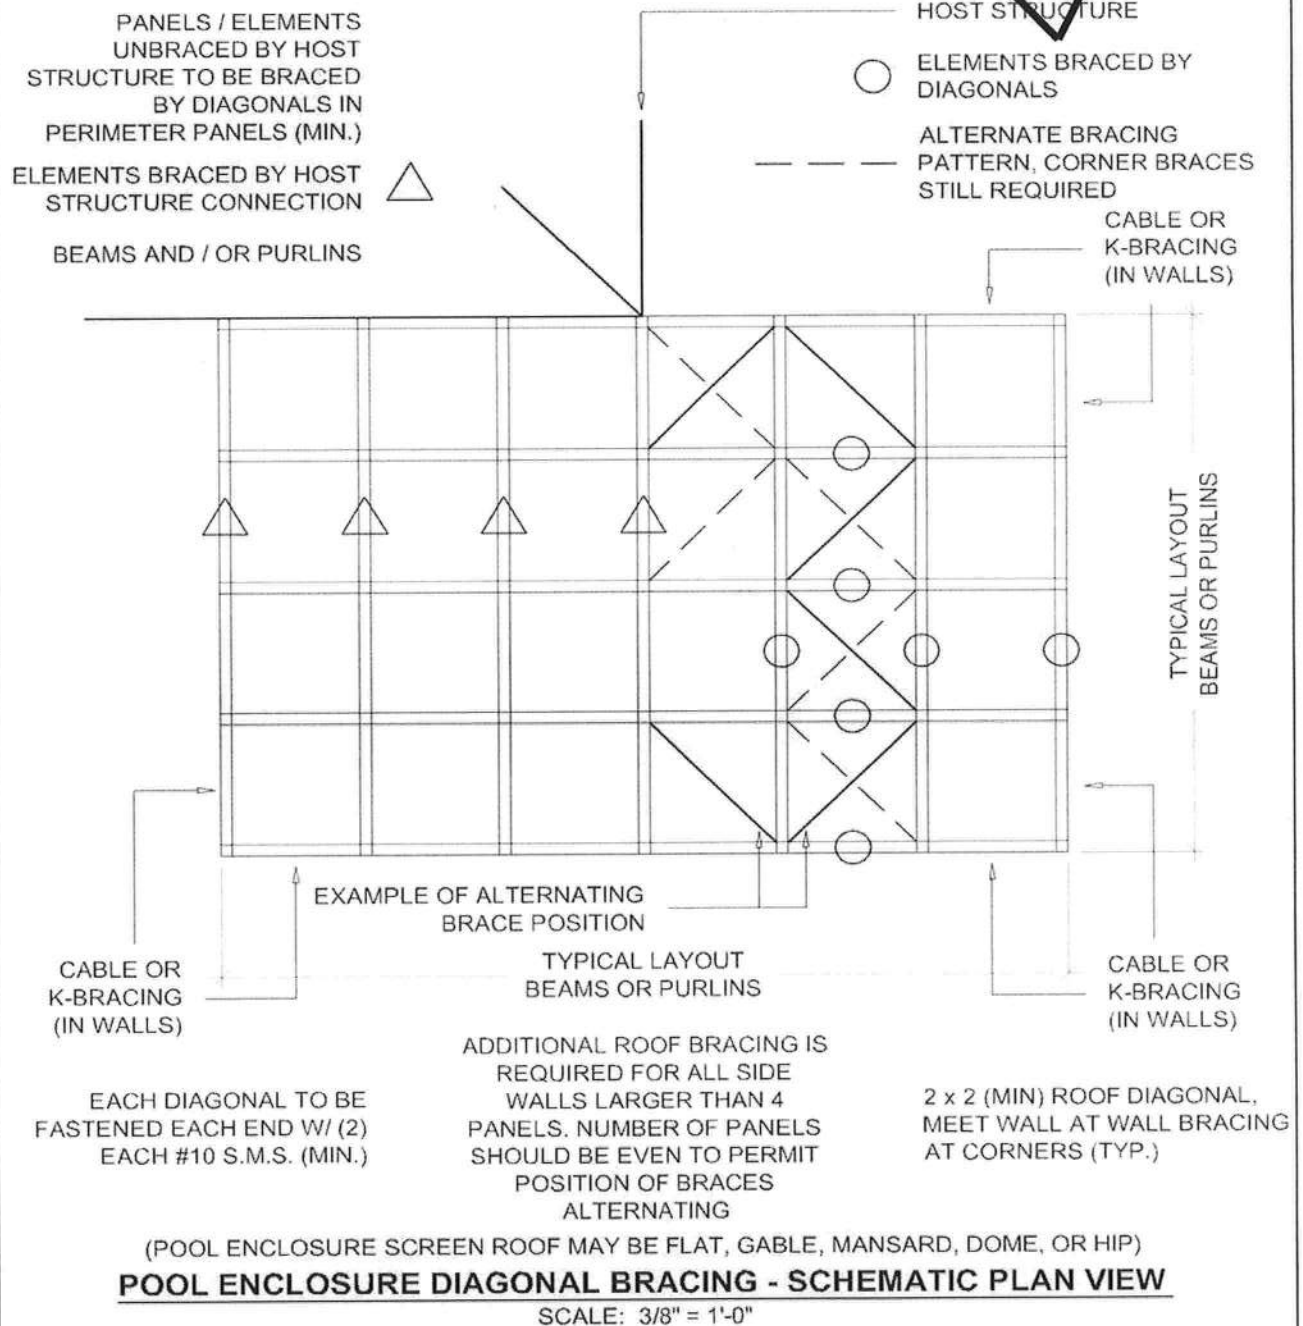 PANELS / ELEMENTS
UNBRACED BY HOST
STRUCTURE TO BE BRACED
BY DIAGONALS IN
PERIMETER PANELS (MIN.)
ELEMENTS BRACED BY HOST
STRUCTURE CONNECTION
BEAMS AND / OR PURLINS
HOST STRUCTURE
ELEMENTS BRACED BY
DIAGONALS
ALTERNATE BRACING
PATTERN, CORNER BRACES
STILL REQUIRED
CABLE OR
K-BRACING
(IN WALLS)
TYPICAL LAYOUT
BEAMS OR PURLINS
EXAMPLE OF ALTERNATING
BRACE POSITION
TYPICAL LAYOUT
BEAMS OR PURLINS
CABLE OR
K-BRACING
(IN WALLS)
CABLE OR
K-BRACING
(IN WALLS)
EACH DIAGONAL TO BE
FASTENED EACH END W/ (2)
EACH #10 S.M.S. (MIN.)
ADDITIONAL ROOF BRACING IS
REQUIRED FOR ALL SIDE
WALLS LARGER THAN 4
PANELS. NUMBER OF PANELS
SHOULD BE EVEN TO PERMIT
POSITION OF BRACES
ALTERNATING
2 x 2 (MIN) ROOF DIAGONAL,
MEET WALL AT WALL BRACING
AT CORNERS (TYP.)
(POOL ENCLOSURE SCREEN ROOF MAY BE FLAT, GABLE, MANSARD, DOME, OR HIP)
POOL ENCLOSURE DIAGONAL BRACING - SCHEMATIC PLAN VIEW
SCALE: 3/8" = 1'-0"